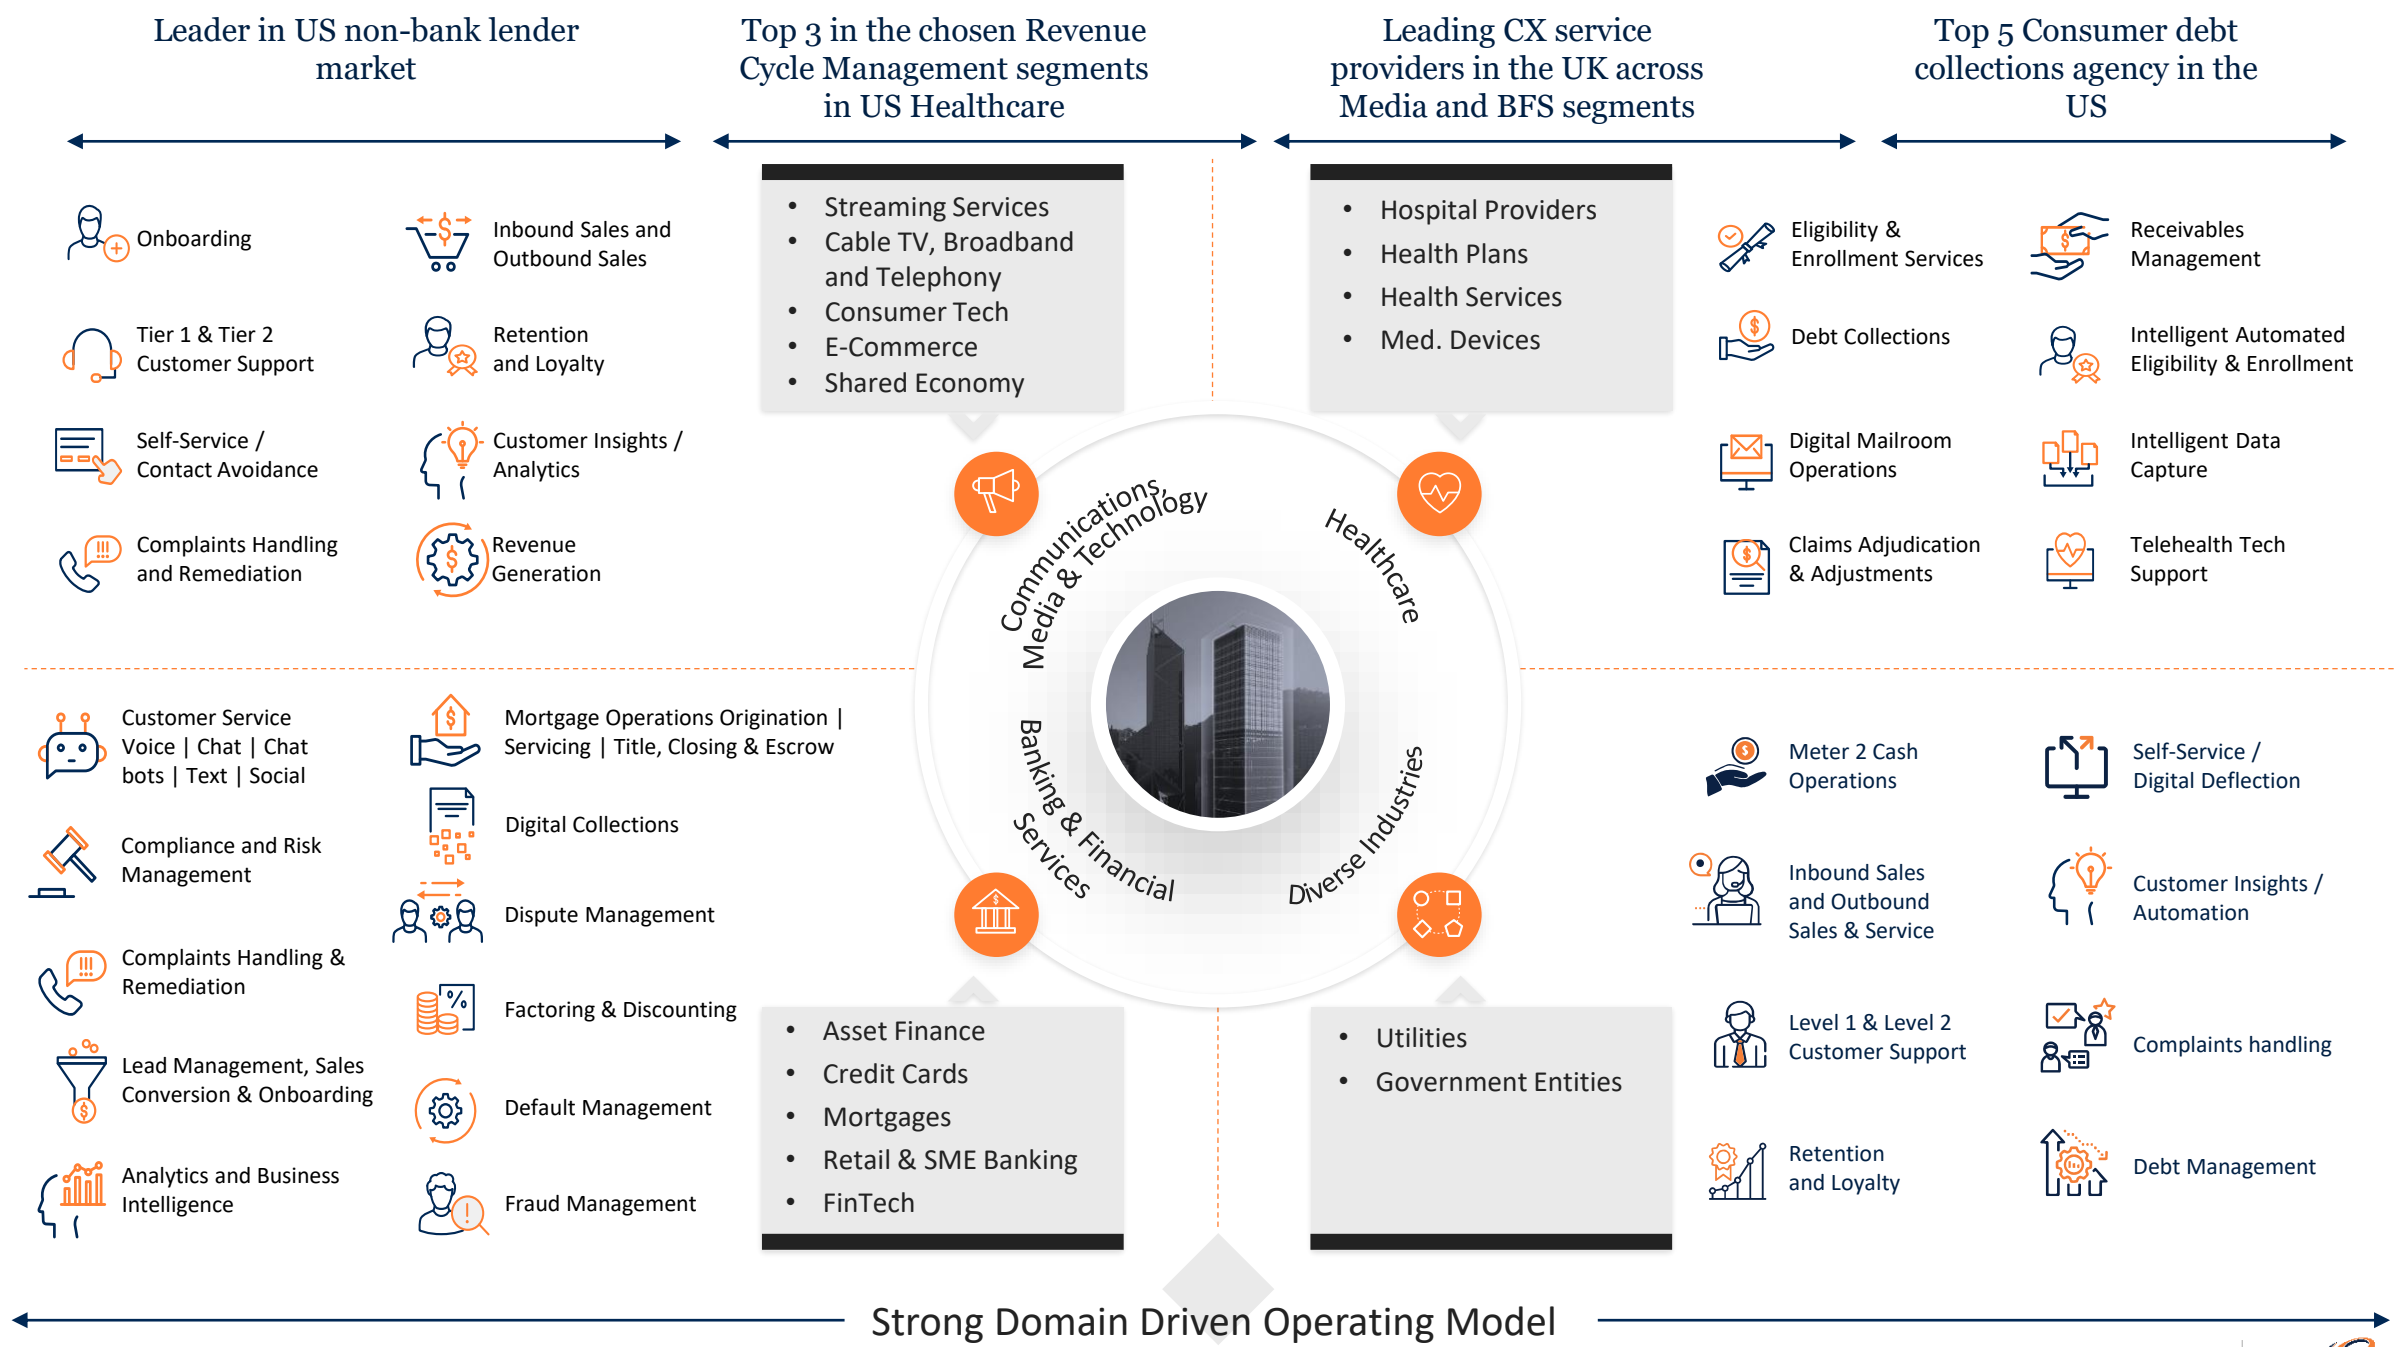 Leader in US non-bank lender
market
Top 3 in the chosen Revenue
Cycle Management segments
in US Healthcare
Leading CX service
providers in the UK across
Media and BFS segments
Top 5 Consumer debt
collections agency in the
US
Onboarding
Inbound Sales and
Outbound Sales
Tier 1 & Tier 2
Customer Support
Retention
and Loyalty
Self-Service /
Contact Avoidance
Customer Insights /
Analytics
Complaints Handling
and Remediation
Revenue
Generation
• Streaming Services
• Cable TV, Broadband
and Telephony
• Consumer Tech
• E-Commerce
• Shared Economy
• Hospital Providers
• Health Plans
• Health Services
• Med. Devices
Eligibility &
Enrollment Services
Receivables
Management
Debt Collections
Intelligent Automated
Eligibility & Enrollment
Digital Mailroom
Operations
Intelligent Data
Capture
Claims Adjudication
& Adjustments
Telehealth Tech
Support
Communications,
Media & Technology
Healthcare
Banking & Financial
Services
Diverse Industries
Customer Service
Voice | Chat | Chat
bots | Text | Social
Mortgage Operations Origination |
Servicing | Title, Closing & Escrow
Compliance and Risk
Management
Digital Collections
Dispute Management
Complaints Handling &
Remediation
Factoring & Discounting
Lead Management, Sales
Conversion & Onboarding
Default Management
Analytics and Business
Intelligence
Fraud Management
• Asset Finance
• Credit Cards
• Mortgages
• Retail & SME Banking
• FinTech
• Utilities
• Government Entities
Meter 2 Cash
Operations
Self-Service /
Digital Deflection
Inbound Sales
and Outbound
Sales & Service
Customer Insights /
Automation
Level 1 & Level 2
Customer Support
Complaints handling
Retention
and Loyalty
Debt Management
Strong Domain Driven Operating Model